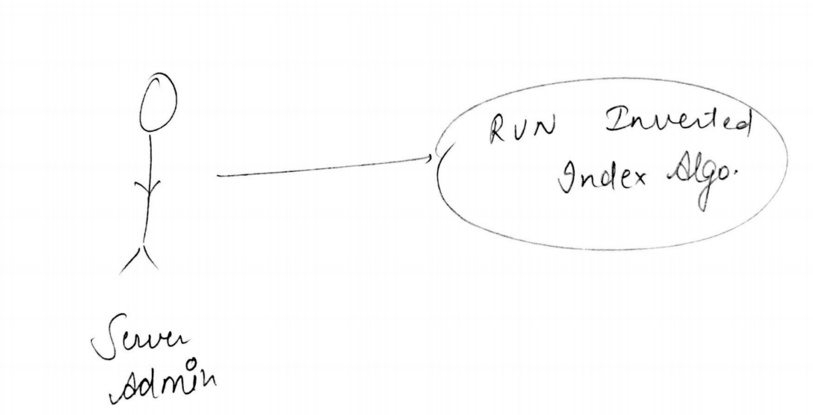 RUN Inverted
Index Algo.
Server
Admin